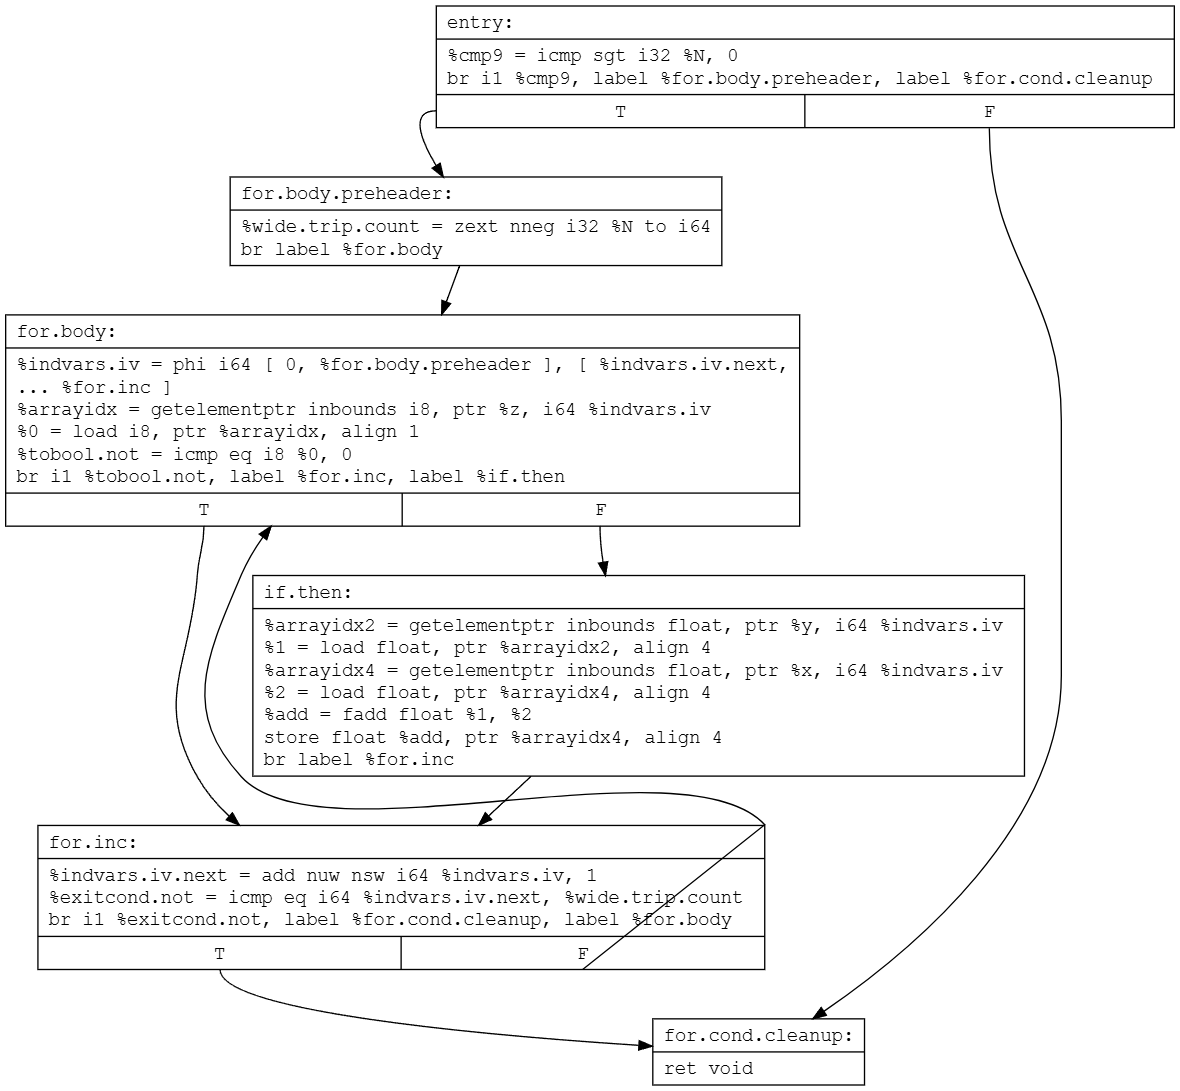 entry:
%cmp9 = icmp sgt i32 %N, 0
br i1 %cmp9, label %for.body.preheader, label %for.cond.cleanup
T
F
for.body.preheader:
%wide.trip.count = zext nneg i32 %N to i64
br label %for.body
for.body:
%indvars.iv = phi i64 [ 0, %for.body.preheader ], [ %indvars.iv.next,
... %for.inc ]
%arrayidx = getelementptr inbounds i8, ptr %z, i64 %indvars.iv
%0 = load i8, ptr %arrayidx, align 1
%tobool.not = icmp eq i8 %0, 0
br i1 %tobool.not, label %for.inc, label %if.then
T
F
if.then:
%arrayidx2 = getelementptr inbounds float, ptr %y, i64 %indvars.iv
%1 = load float, ptr %arrayidx2, align 4
%arrayidx4 = getelementptr inbounds float, ptr %x, i64 %indvars.iv
%2 = load float, ptr %arrayidx4, align 4
%add = fadd float %1, %2
store float %add, ptr %arrayidx4, align 4
br label %for.inc
for.inc:
%indvars.iv.next = add nuw nsw i64 %indvars.iv, 1
%exitcond.not = icmp eq i64 %indvars.iv.next, %wide.trip.count
br i1 %exitcond.not, label %for.cond.cleanup, label %for.body
T
F
for.cond.cleanup:
ret void